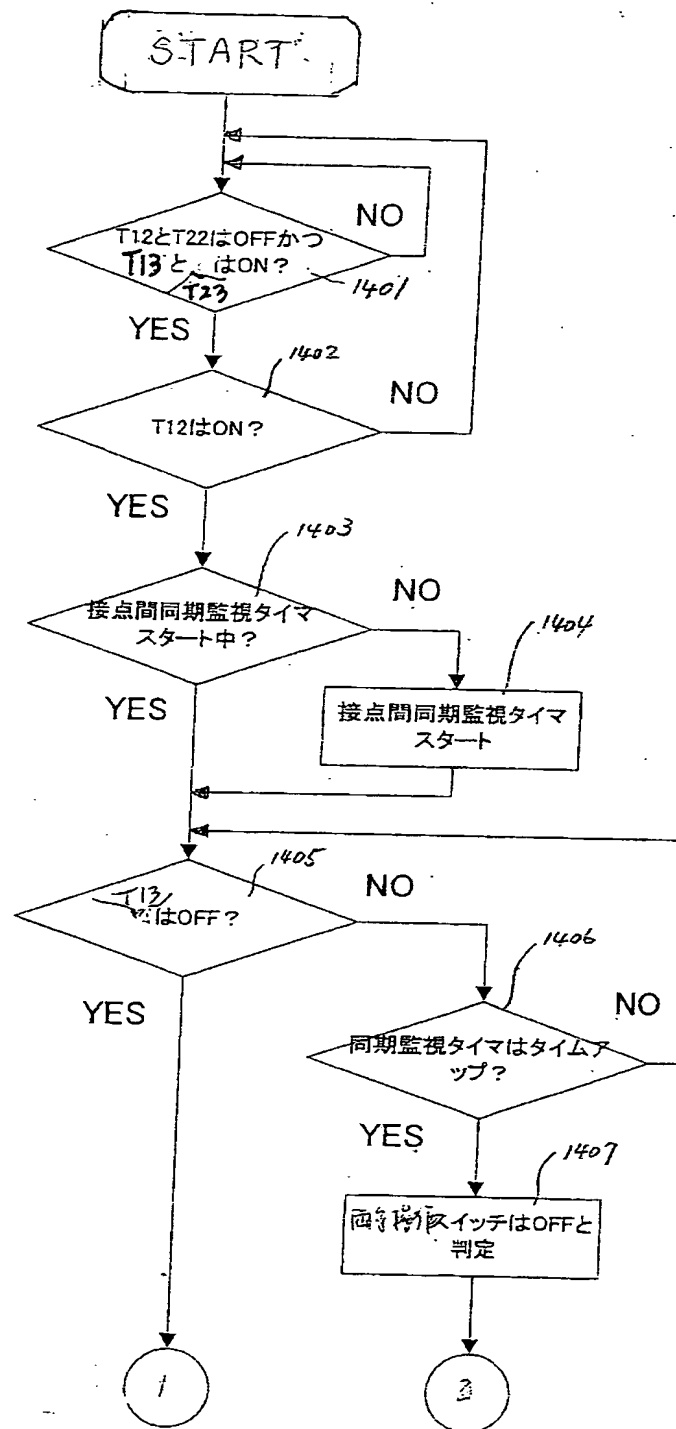 START
NO
T12とT22はOFFかつ
T13と はON?
T23
1401
YES
1402
NO
T12はON?
YES
1403
NO
接点間同期監視タイマ
スタート中?
1404
YES
接点間同期監視タイマ
スタート
1405
NO
T13
はOFF?
1406
YES
NO
同期監視タイマはタイムア
ップ?
YES
1407
両手操作スイッチはOFFと
判定
1